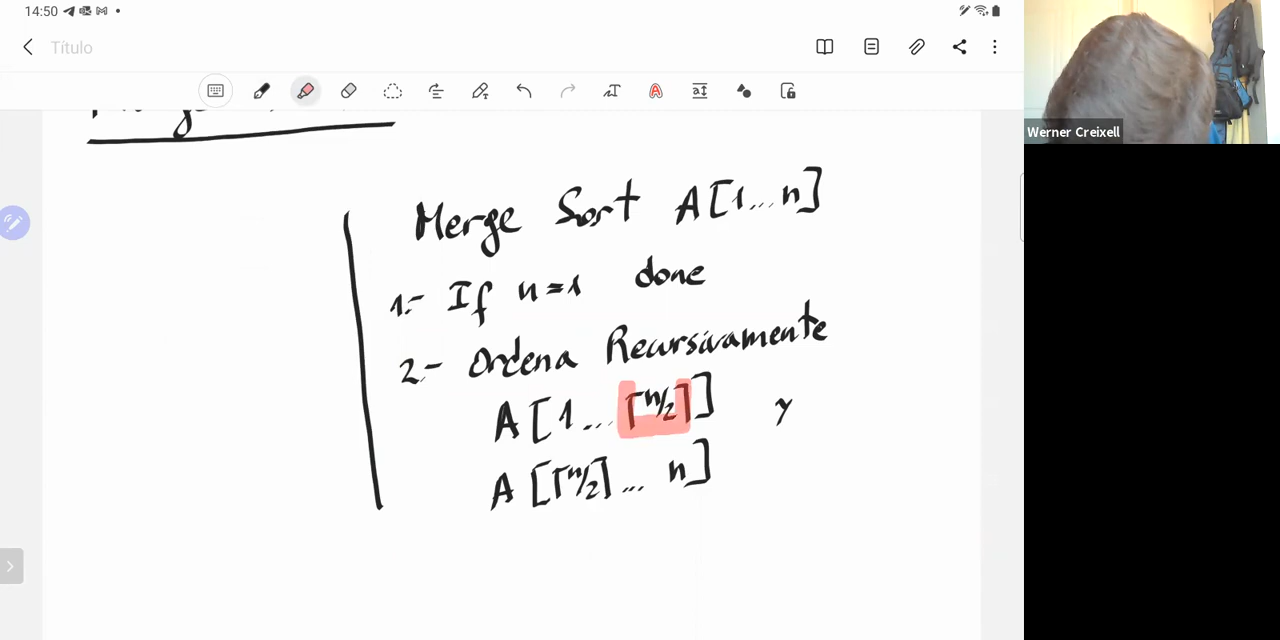 14:50
Título
Werner Creixell
Merge Sort A[1...n]
1.- If n=1 done
2.- Ordena Recursivamente
A[1...⌈n/2⌉] y
A[⌈n/2⌉...n]